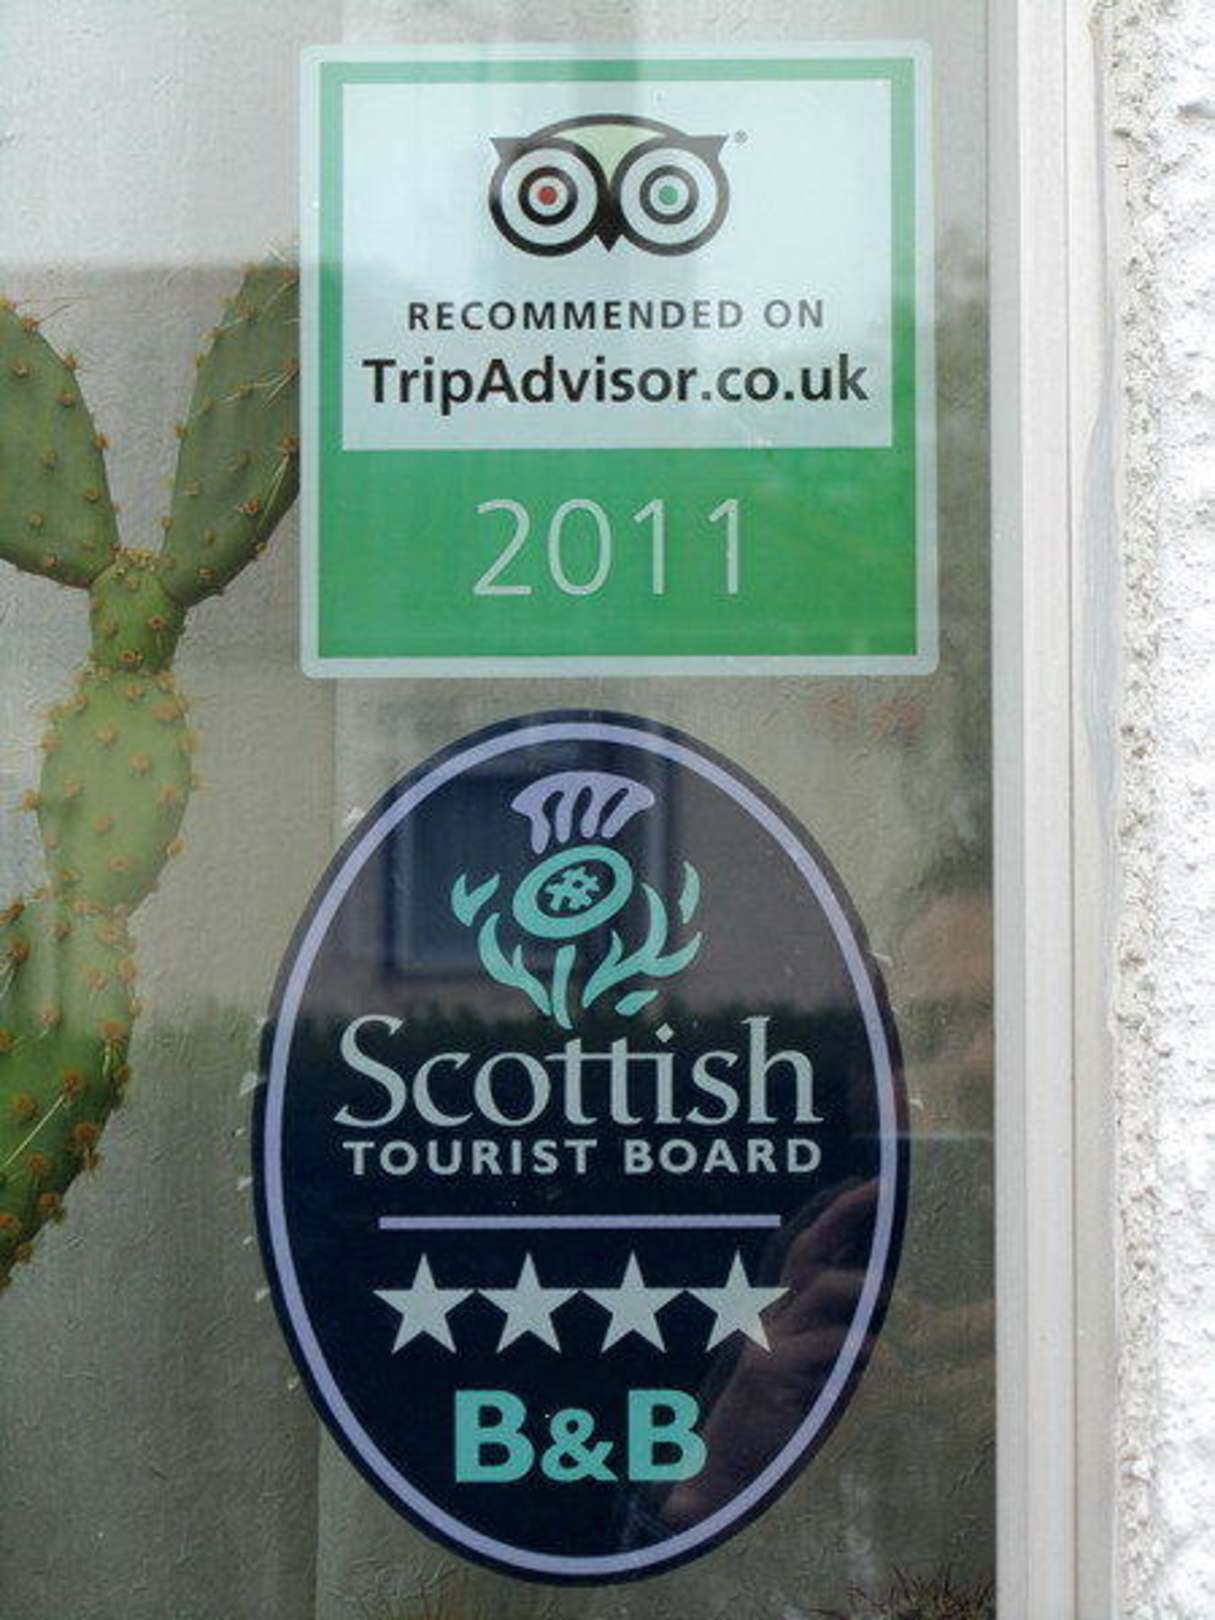 RECOMMENDED ON
TripAdvisor.co.uk
2011
Scottish
TOURIST BOARD
B&B